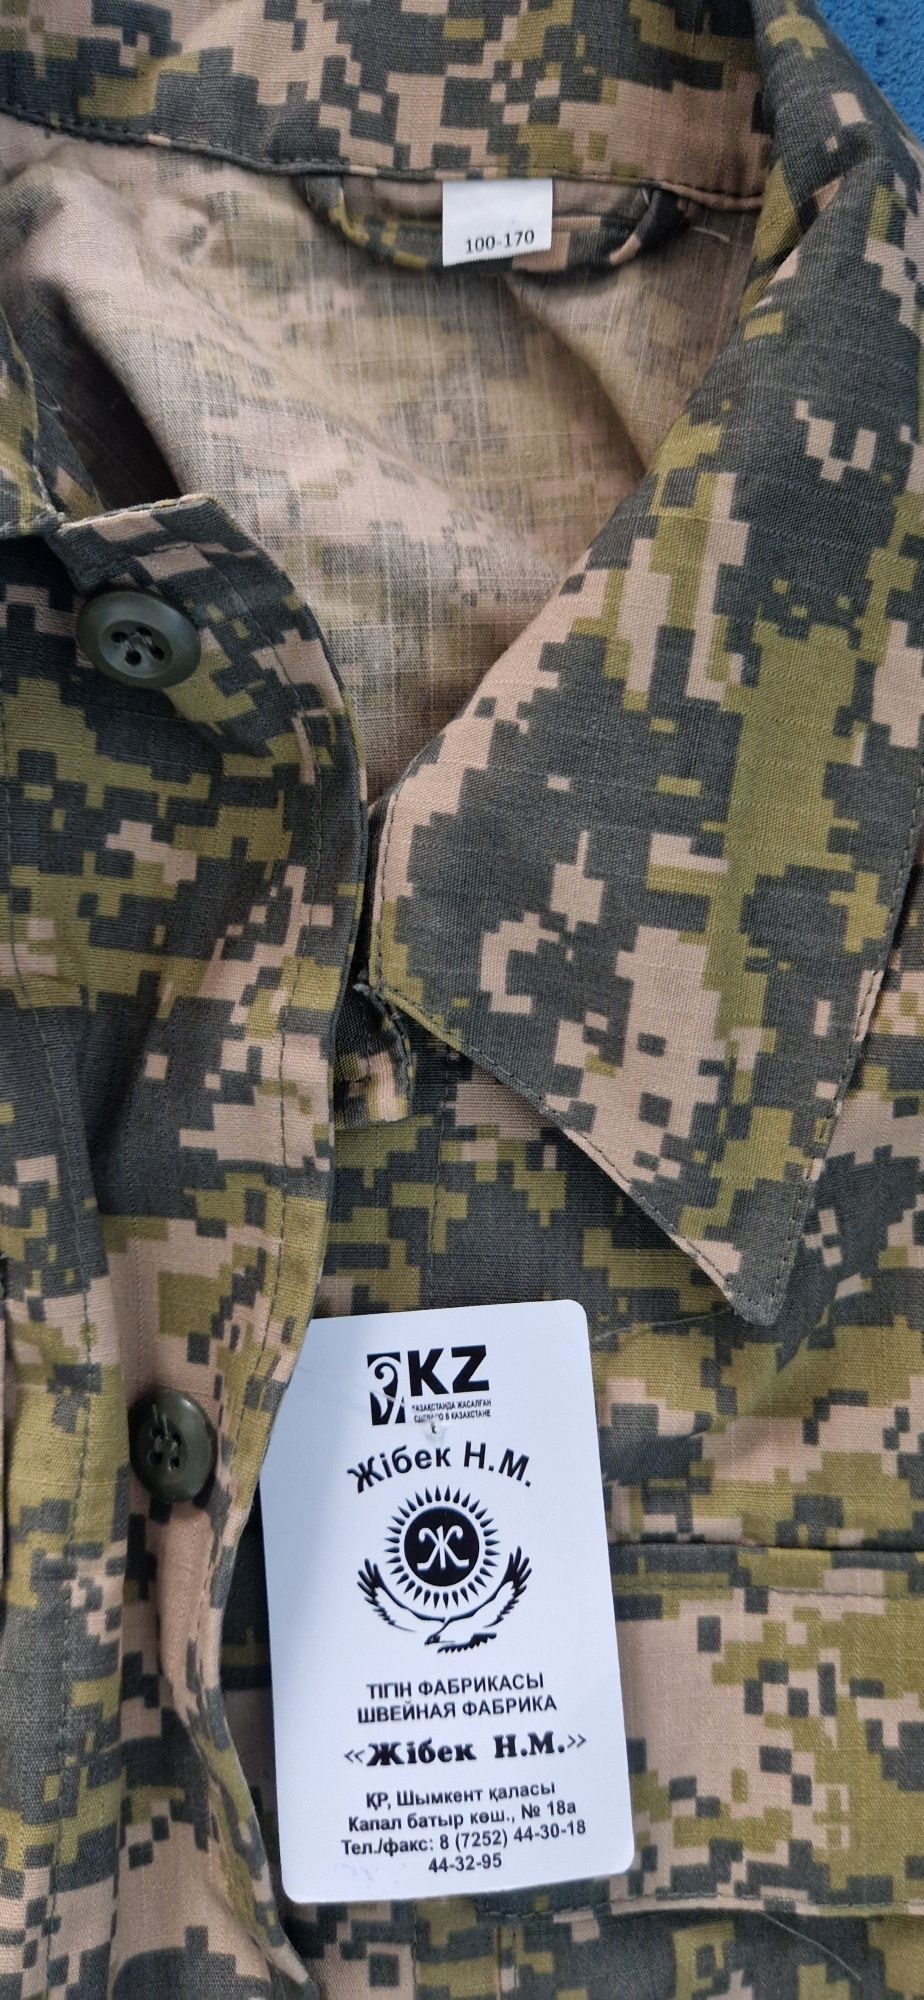 100-170
KZ
ҚАЗАҚСТАНДА ЖАСАЛҒАН
СДЕЛАНО В КАЗАХСТАНЕ
Жібек Н.М.
Ж
ТІГІН ФАБРИКАСЫ
ШВЕЙНАЯ ФАБРИКА
«Жібек Н.М.»
ҚР, Шымкент қаласы
Капал батыр көш., № 18а
Тел./факс: 8 (7252) 44-30-18
44-32-95